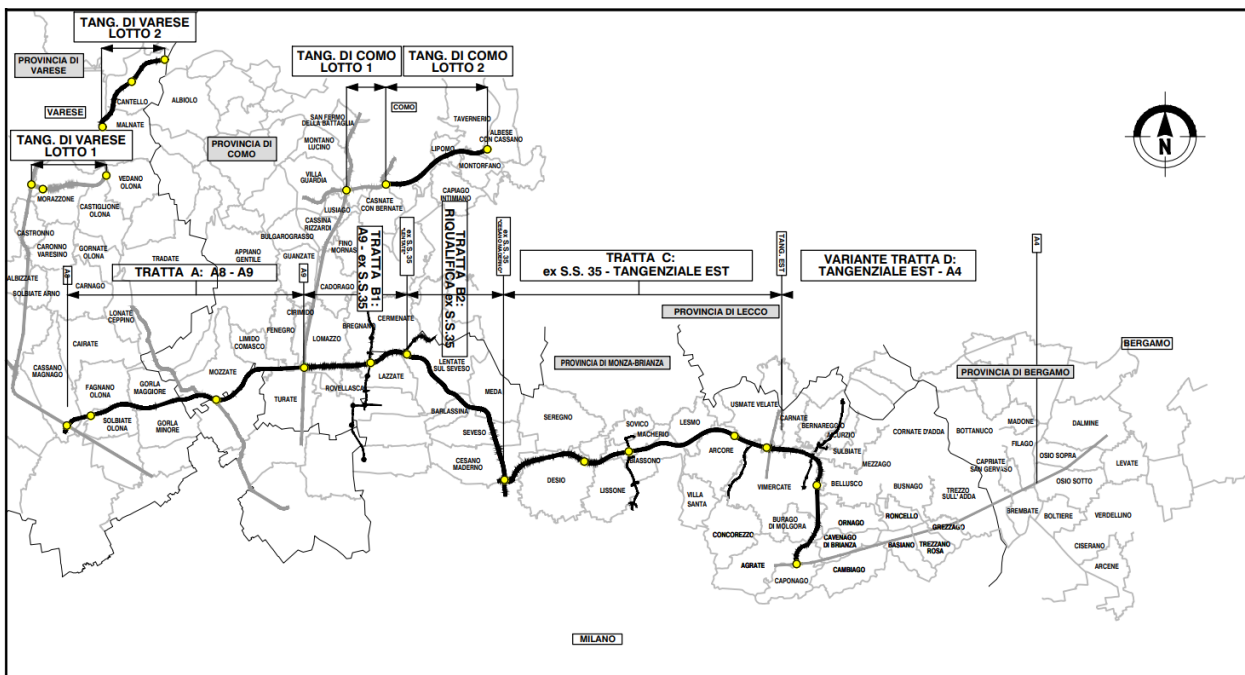 TANG. DI VARESE
LOTTO 2
PROVINCIA DI
VARESE
TANG. DI COMO
LOTTO 1
TANG. DI COMO
LOTTO 2
CANTELLO
ALBIOLO
VARESE
MALNATE
COMO
SAN FERMO
DELLA BATTAGLIA
TAVERNERIO
ALBESE
CON CASSANO
MONTANO
LUCINO
LIPOMO
MONTORFANO
PROVINCIA DI
COMO
N
TANG. DI VARESE
LOTTO 1
VEDANO
OLONA
MORAZZONE
CASTIGLIONE
OLONA
VILLA
GUARDIA
LUSIAGO
CASNATE
CON BERNATE
CAPIAGO
INTIMIANO
CASSINA
RIZZARDI
CASTRONNO
CARONNO
VARESINO
GORNATE
OLONA
BULGAROGRASSO
FINO
MORNAS
APPIANO
GENTILE
GUANZATE
TRADATE
ALBIZZATE
SOLBIATE ARNO
CARNAGO
A8
TRATTA A: A8 - A9
A9
CADORAGO
TRATTA B1:
A9 - ex S.S.35
ex S.S. 35
"LENTATE"
TRATTA B2:
RIQUALIFICA ex S.S.35
ex S.S. 35
"CESANO MADERNO"
TRATTA C:
ex S.S. 35 - TANGENZIALE EST
TANG. EST
VARIANTE TRATTA D:
TANGENZIALE EST - A4
A4
LONATE
CEPPINO
CIRIMIDO
FENEGRO
BREGNANO
CERMENATE
PROVINCIA DI LECCO
CAIRATE
LIMIDO
COMASCO
LOMAZZO
LENTATE
SUL SEVESO
PROVINCIA DI MONZA-BRIANZA
BERGAMO
PROVINCIA DI BERGAMO
CASSANO
MAGNAGO
FAGNANO
OLONA
GORLA
MAGGIORE
MOZZATE
TURATE
ROVELLASCA
LAZZATE
MEDA
BARLASSINA
SOLBIATE
OLONA
GORLA
MINORE
SEVESO
SEREGNO
SOVICO
MACHERIO
LESMO
USMATE VELATE
CARNATE
BERNAREGGIO
AICURZIO
CORNATE D'ADDA
BOTTANUCO
MADONE
DALMINE
FILAGO
CESANO
MADERNO
DESIO
BIASSONO
LISSONE
ARCORE
SULBIATE
MEZZAGO
OSIO SOPRA
CAPRIATE
SAN GERVASO
LEVATE
OSIO SOTTO
VILLA
SANTA
VIMERCATE
BELLUSCO
BUSNAGO
TREZZO
SULL' ADDA
BURAGO
DI MOLGORA
ORNAGO
RONCELLO
GREZZAGO
BREMBATE
BOLTIERE
VERDELLINO
CONCOREZZO
CAVENAGO
DI BRIANZA
BASIANO
TREZZANO
ROSA
CISERANO
ARCENE
AGRATE
CAPONAGO
CAMBIAGO
MILANO